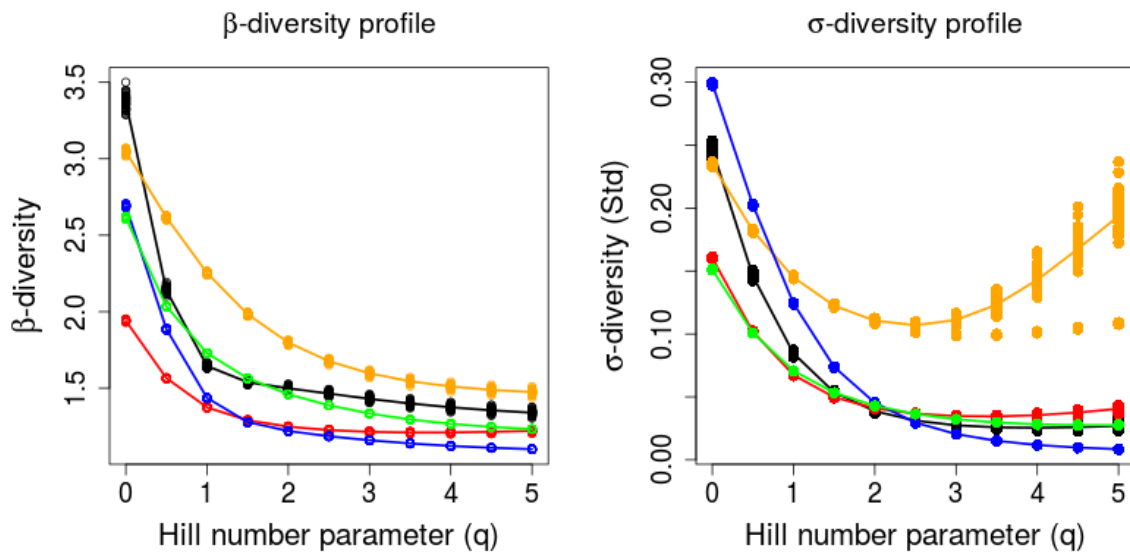 β-diversity profile
β-diversity
3.5
3.0
2.5
2.0
1.5
0 1 2 3 4 5
Hill number parameter (q)
σ-diversity profile
σ-diversity (Std)
0.30
0.20
0.10
0.00
0 1 2 3 4 5
Hill number parameter (q)